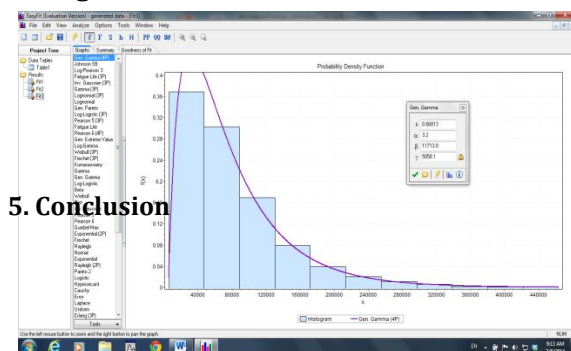 EasyFit (Evaluation Version) - generated data - [Fit3]
File Edit View Analyze Options Tools Window Help
Project Tree
Data Tables
Table1
Results
Fit1
Fit2
Fit3
Graphs Summary Goodness of Fit
Gen. Gamma (4P)
Johnson SB
Log-Pearson 3
Fatigue Life (3P)
Inv. Gaussian (3P)
Gamma (3P)
Lognormal (3P)
Lognormal
Gen. Pareto
Log-Logistic (3P)
Pearson 5 (3P)
Fatigue Life
Pearson 6 (4P)
Gen. Extreme Value
Log-Gamma
Weibull (3P)
Frechet (3P)
Kumaraswamy
Gamma
Gen. Gamma
Log-Logistic
Beta
Weibull
5. Conclusion
Pearson 6
Gumbel Max
Exponential (2P)
Frechet
Rayleigh
Normal
Exponential
Rayleigh (2P)
Pareto 2
Logistic
Hypersecant
Cauchy
Error
Laplace
Uniform
Erlang (3P)
Tools
Probability Density Function
f(x)
0.4
0.36
0.32
0.28
0.24
0.2
0.16
0.12
0.08
0.04
0
40000 80000 120000 160000 200000 240000 280000 320000 360000 400000 440000
x
Histogram Gen. Gamma (4P)
Gen. Gamma
k 0.66813
α 3.2
β 11713.0
γ 5858.1
Use the left mouse button to zoom and the right button to pan the graph.
NUM
EN
9:13 AM